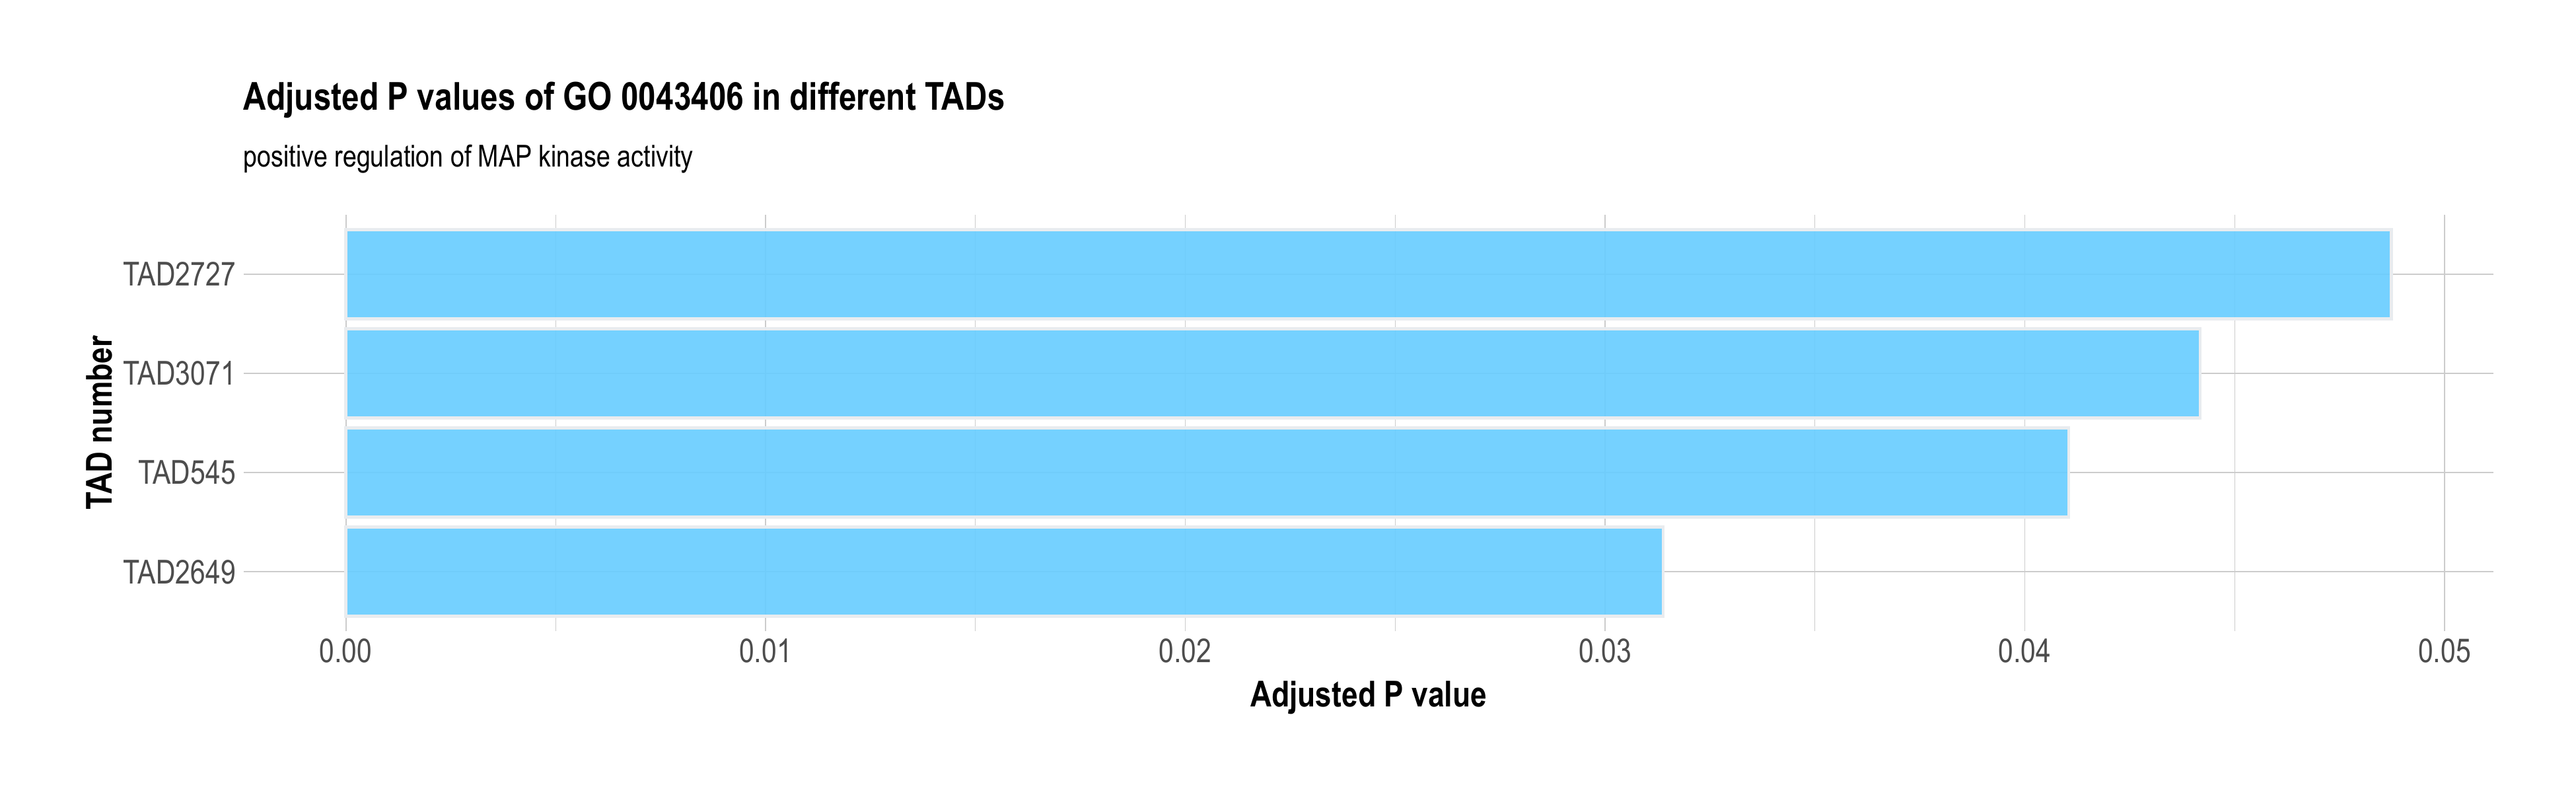 Adjusted P values of GO 0043406 in different TADs
positive regulation of MAP kinase activity
TAD number
TAD2727
TAD3071
TAD545
TAD2649
0.00 0.01 0.02 0.03 0.04 0.05
Adjusted P value